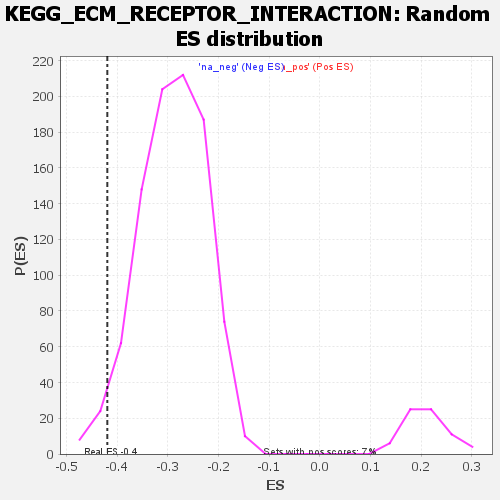 KEGG_ECM_RECEPTOR_INTERACTION: Random
ES distribution
'na_neg' (Neg ES)
_pos' (Pos ES)
220
200
180
160
140
120
100
80
60
40
20
0
P(ES)
Real ES -0.4
Sets with pos scores: 7%
-0.5 -0.4 -0.3 -0.2 -0.1 0.0 0.1 0.2 0.3
ES